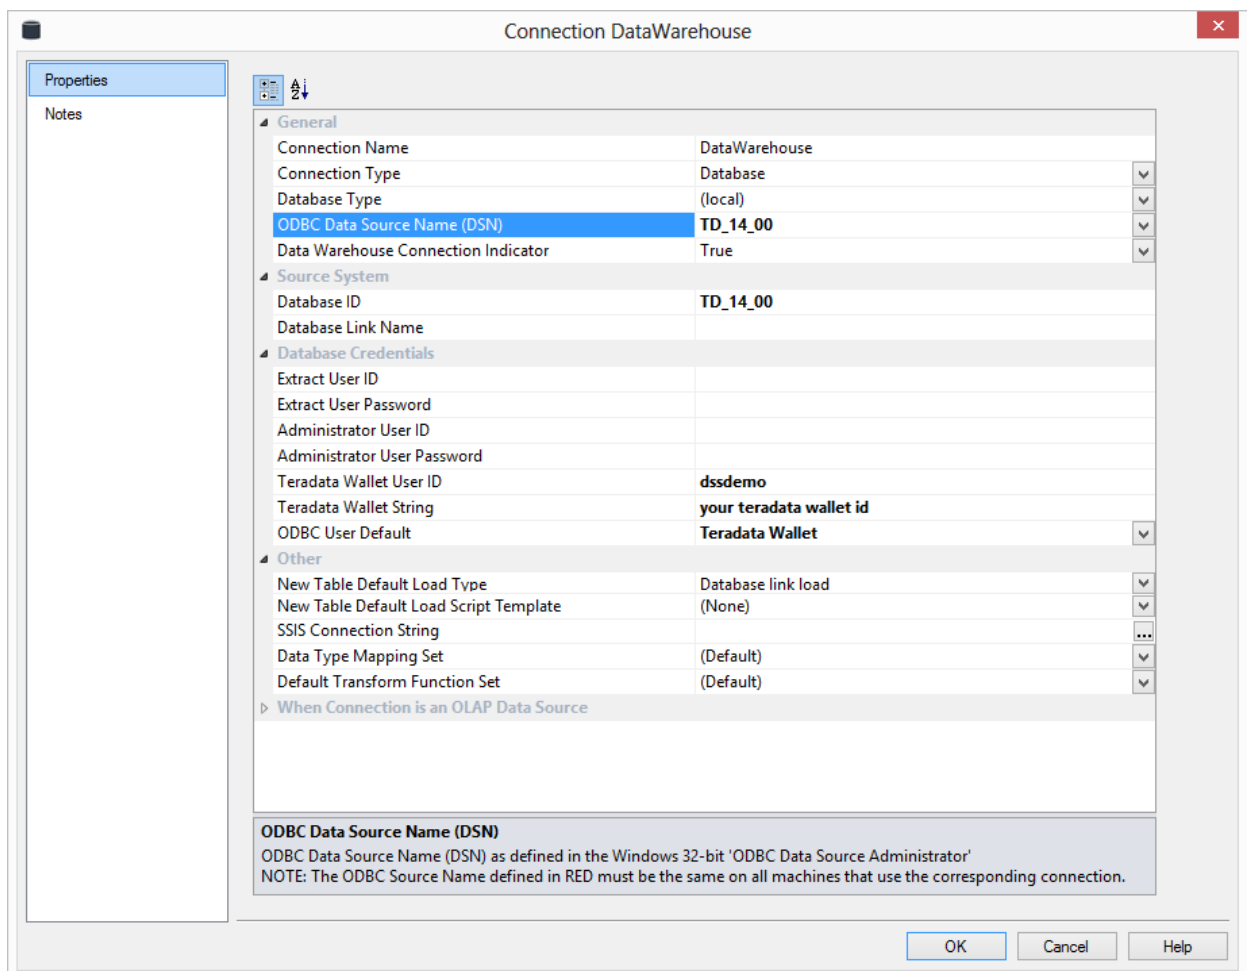 Connection DataWarehouse
Properties
Notes
General
Connection Name DataWarehouse
Connection Type Database
Database Type (local)
ODBC Data Source Name (DSN) TD_14_00
Data Warehouse Connection Indicator True
Source System
Database ID TD_14_00
Database Link Name
Database Credentials
Extract User ID
Extract User Password
Administrator User ID
Administrator User Password
Teradata Wallet User ID dssdemo
Teradata Wallet String your teradata wallet id
ODBC User Default Teradata Wallet
Other
New Table Default Load Type Database link load
New Table Default Load Script Template (None)
SSIS Connection String ...
Data Type Mapping Set (Default)
Default Transform Function Set (Default)
When Connection is an OLAP Data Source
ODBC Data Source Name (DSN)
ODBC Data Source Name (DSN) as defined in the Windows 32-bit 'ODBC Data Source Administrator'
NOTE: The ODBC Source Name defined in RED must be the same on all machines that use the corresponding connection.
OK Cancel Help